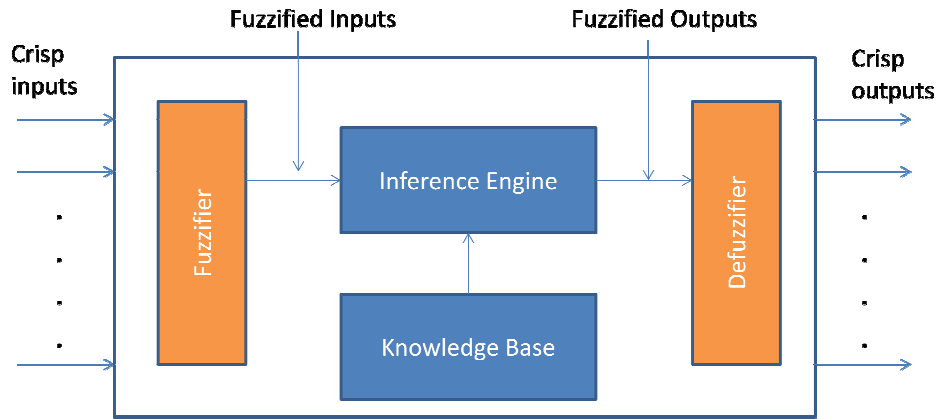 Fuzzified Inputs
Fuzzified Outputs
Crisp
inputs
Crisp
outputs
Fuzzifier
Inference Engine
Defuzzifier
Knowledge Base